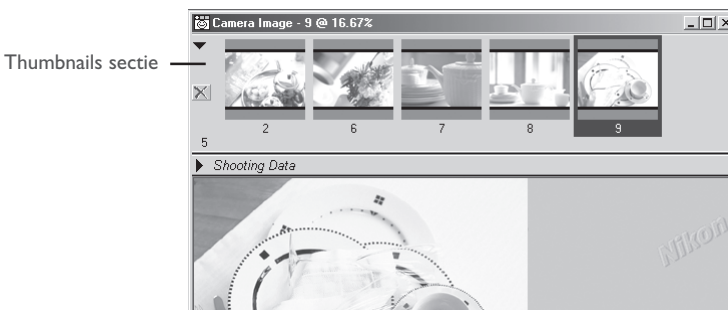 Camera Image - 9 @ 16.67%
Thumbnails sectie
2 6 7 8 9
5
Shooting Data
Nikon